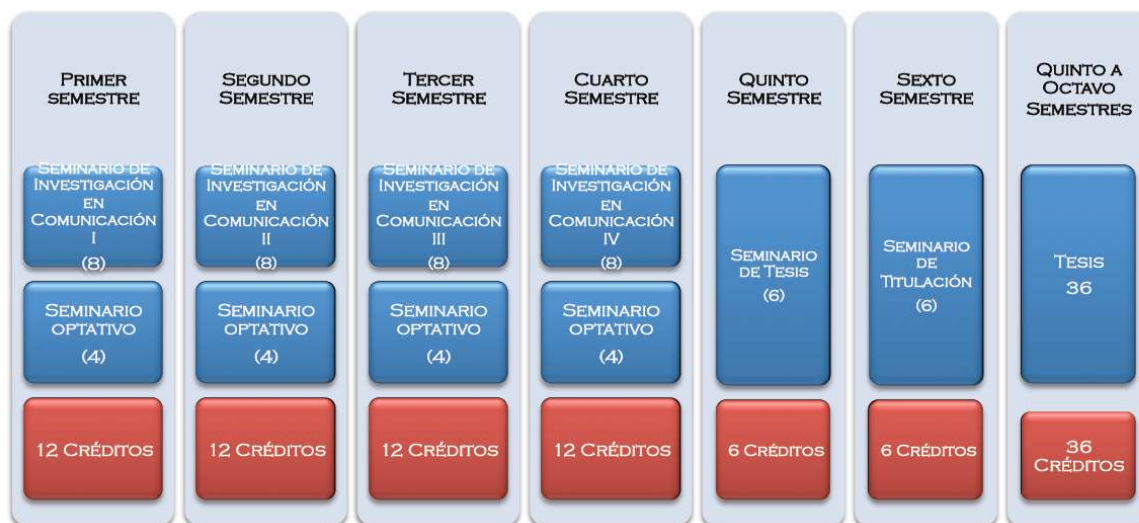 PRIMER
SEMESTRE
SEMINARIO DE
INVESTIGACIÓN
EN
COMUNICACIÓN
I
(8)
SEMINARIO
OPTATIVO
(4)
12 CRÉDITOS
SEGUNDO
SEMESTRE
SEMINARIO DE
INVESTIGACIÓN
EN
COMUNICACIÓN
II
(8)
SEMINARIO
OPTATIVO
(4)
12 CRÉDITOS
TERCER
SEMESTRE
SEMINARIO DE
INVESTIGACIÓN
EN
COMUNICACIÓN
III
(8)
SEMINARIO
OPTATIVO
(4)
12 CRÉDITOS
CUARTO
SEMESTRE
SEMINARIO DE
INVESTIGACIÓN
EN
COMUNICACIÓN
IV
(8)
SEMINARIO
OPTATIVO
(4)
12 CRÉDITOS
QUINTO
SEMESTRE
SEMINARIO
DE TESIS
(6)
6 CRÉDITOS
SEXTO
SEMESTRE
SEMINARIO
DE
TITULACIÓN
(6)
6 CRÉDITOS
QUINTO A
OCTAVO
SEMESTRES
TESIS
36
36
CRÉDITOS